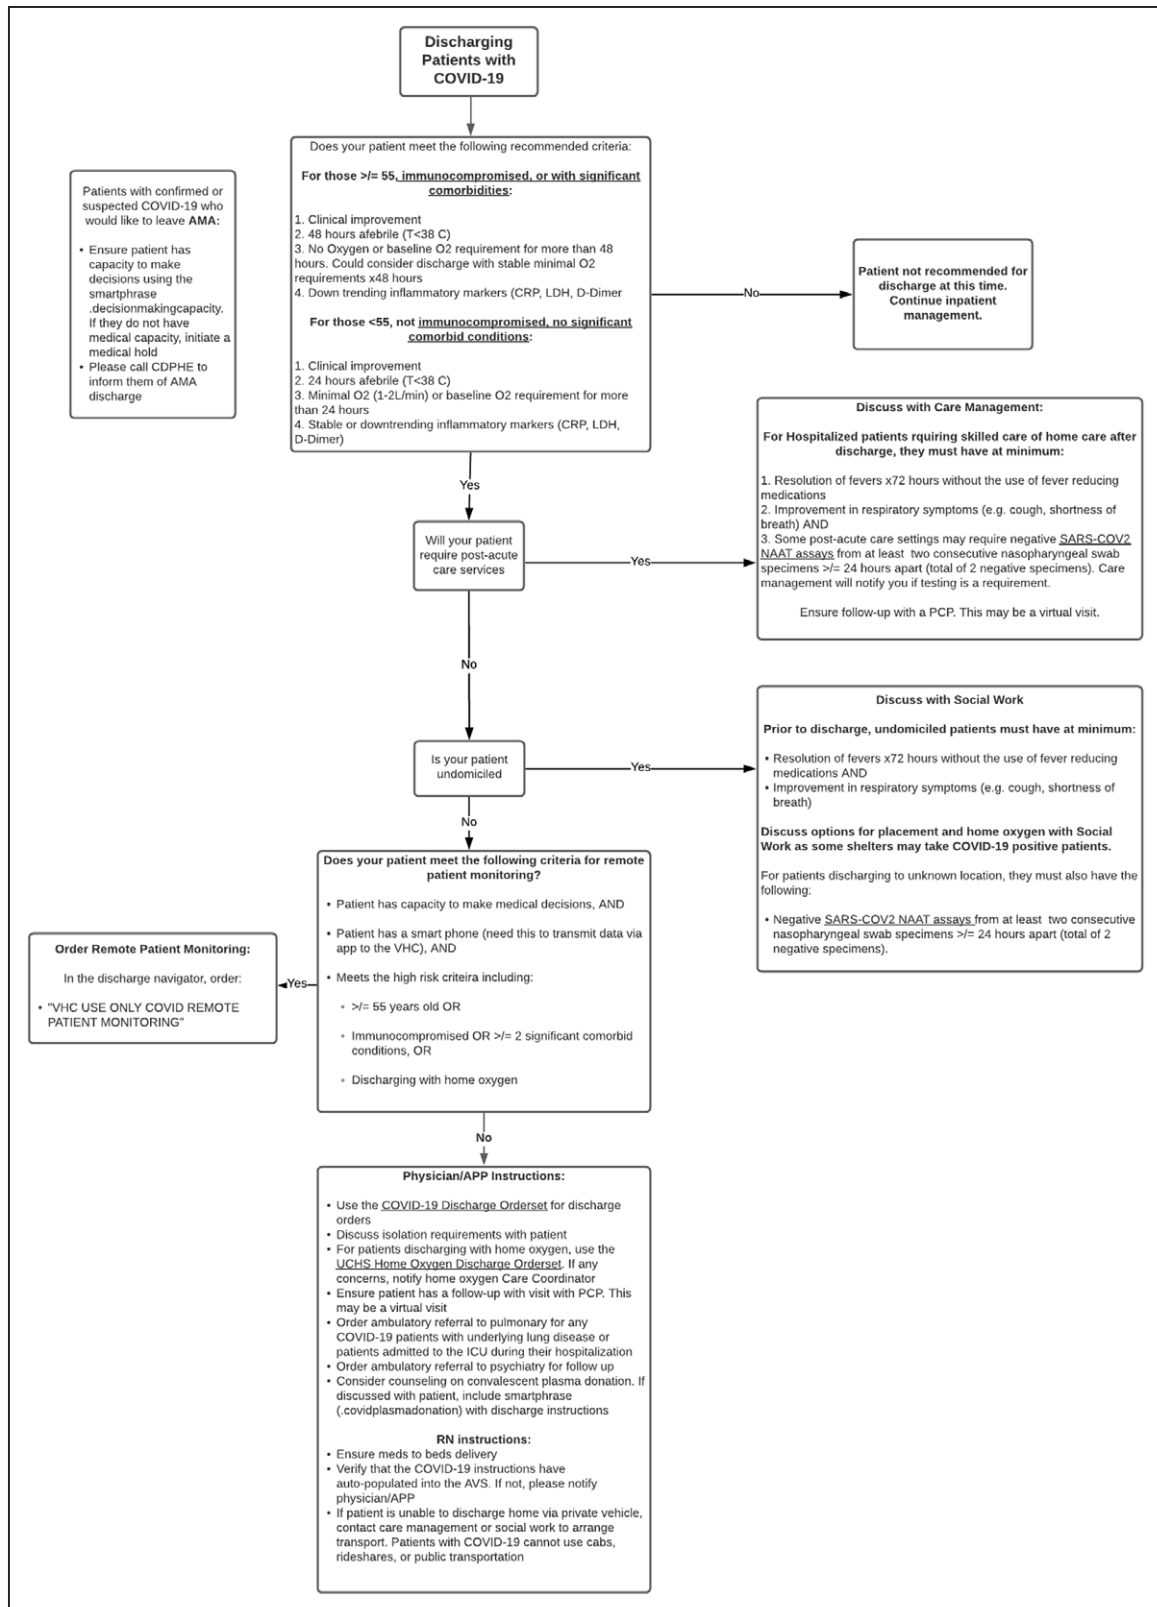 Discharging
Patients with
COVID-19
Does your patient meet the following recommended criteria:
For those >/= 55, immunocompromised, or with significant
comorbidities:
1. Clinical improvement
2. 48 hours afebrile (T<38 C)
3. No Oxygen or baseline O2 requirement for more than 48
hours. Could consider discharge with stable minimal O2
requirements x48 hours
4. Down trending inflammatory markers (CRP, LDH, D-Dimer
For those <55, not immunocompromised, no significant
comorbid conditions:
1. Clinical improvement
2. 24 hours afebrile (T<38 C)
3. Minimal O2 (1-2L/min) or baseline O2 requirement for more
than 24 hours
4. Stable or downtrending inflammatory markers (CRP, LDH,
D-Dimer)
Patients with confirmed or
suspected COVID-19 who
would like to leave AMA:
• Ensure patient has
capacity to make
decisions using the
smartphrase
.decisionmakingcapacity.
If they do not have
medical capacity, initiate a
medical hold
• Please call CDPHE to
inform them of AMA
discharge
No
Patient not recommended for
discharge at this time.
Continue inpatient
management.
Yes
Will your patient
require post-acute
care services
Yes
Discuss with Care Management:
For Hospitalized patients rquiring skilled care of home care after
discharge, they must have at minimum:
1. Resolution of fevers x72 hours without the use of fever reducing
medications
2. Improvement in respiratory symptoms (e.g. cough, shortness of
breath) AND
3. Some post-acute care settings may require negative SARS-COV2
NAAT assays from at least two consecutive nasopharyngeal swab
specimens >/= 24 hours apart (total of 2 negative specimens). Care
management will notify you if testing is a requirement.
Ensure follow-up with a PCP. This may be a virtual visit.
No
Is your patient
undomiciled
Yes
Discuss with Social Work
Prior to discharge, undomiciled patients must have at minimum:
• Resolution of fevers x72 hours without the use of fever reducing
medications AND
• Improvement in respiratory symptoms (e.g. cough, shortness of
breath)
Discuss options for placement and home oxygen with Social
Work as some shelters may take COVID-19 positive patients.
For patients discharging to unknown location, they must also have the
following:
• Negative SARS-COV2 NAAT assays from at least two consecutive
nasopharyngeal swab specimens >/= 24 hours apart (total of 2
negative specimens).
No
Does your patient meet the following criteria for remote
patient monitoring?
• Patient has capacity to make medical decisions, AND
• Patient has a smart phone (need this to transmit data via
app to the VHC), AND
• Meets the high risk criteira including:
• >/= 55 years old OR
• Immunocompromised OR >/= 2 significant comorbid
conditions, OR
• Discharging with home oxygen
Yes
Order Remote Patient Monitoring:
In the discharge navigator, order:
• "VHC USE ONLY COVID REMOTE
PATIENT MONITORING"
No
Physician/APP Instructions:
• Use the COVID-19 Discharge Orderset for discharge
orders
• Discuss isolation requirements with patient
• For patients discharging with home oxygen, use the
UCHS Home Oxygen Discharge Orderset. If any
concerns, notify home oxygen Care Coordinator
• Ensure patient has a follow-up with visit with PCP. This
may be a virtual visit
• Order ambulatory referral to pulmonary for any
COVID-19 patients with underlying lung disease or
patients admitted to the ICU during their hospitalization
• Order ambulatory referral to psychiatry for follow up
• Consider counseling on convalescent plasma donation. If
discussed with patient, include smartphrase
(.covidplasmadonation) with discharge instructions
RN instructions:
• Ensure meds to beds delivery
• Verify that the COVID-19 instructions have
auto-populated into the AVS. If not, please notify
physician/APP
• If patient is unable to discharge home via private vehicle,
contact care management or social work to arrange
transport. Patients with COVID-19 cannot use cabs,
rideshares, or public transportation